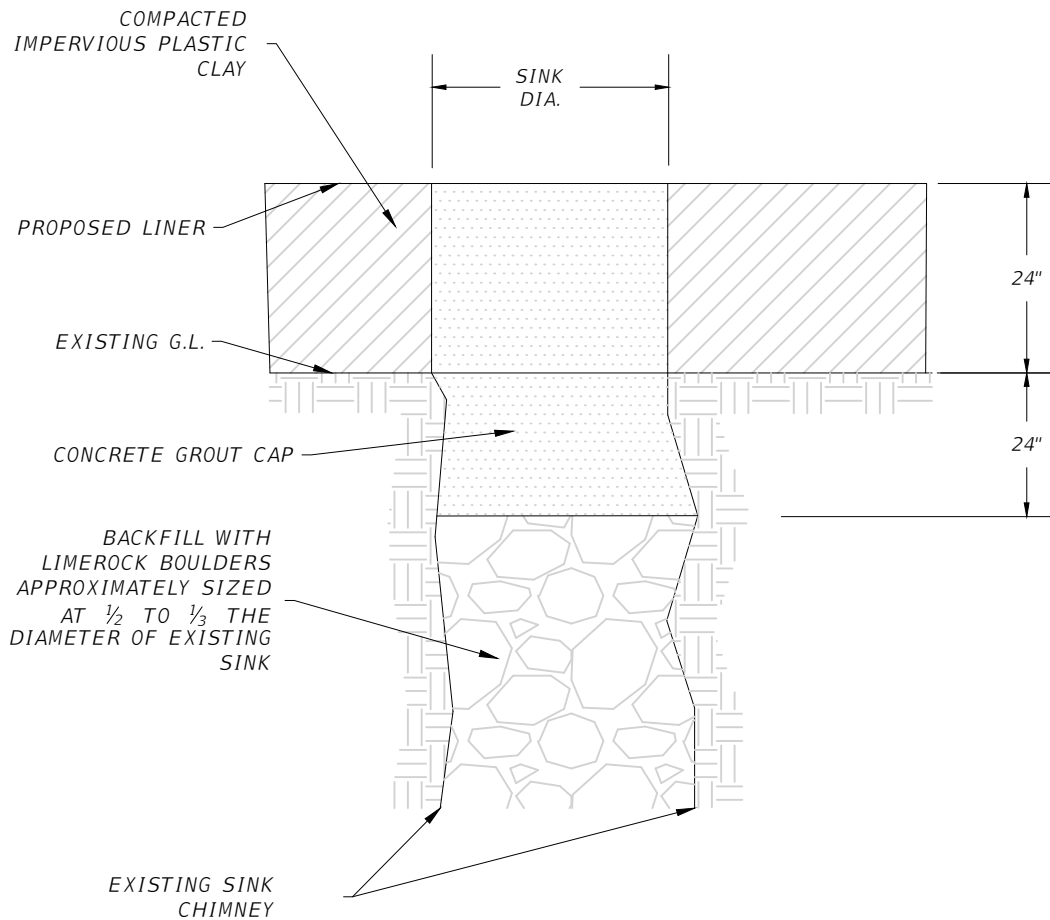 COMPACTED
IMPERVIOUS PLASTIC
CLAY
SINK
DIA.
PROPOSED LINER
24"
EXISTING G.L.
CONCRETE GROUT CAP
24"
BACKFILL WITH
LIMEROCK BOULDERS
APPROXIMATELY SIZED
AT ½ TO ⅓ THE
DIAMETER OF EXISTING
SINK
EXISTING SINK
CHIMNEY